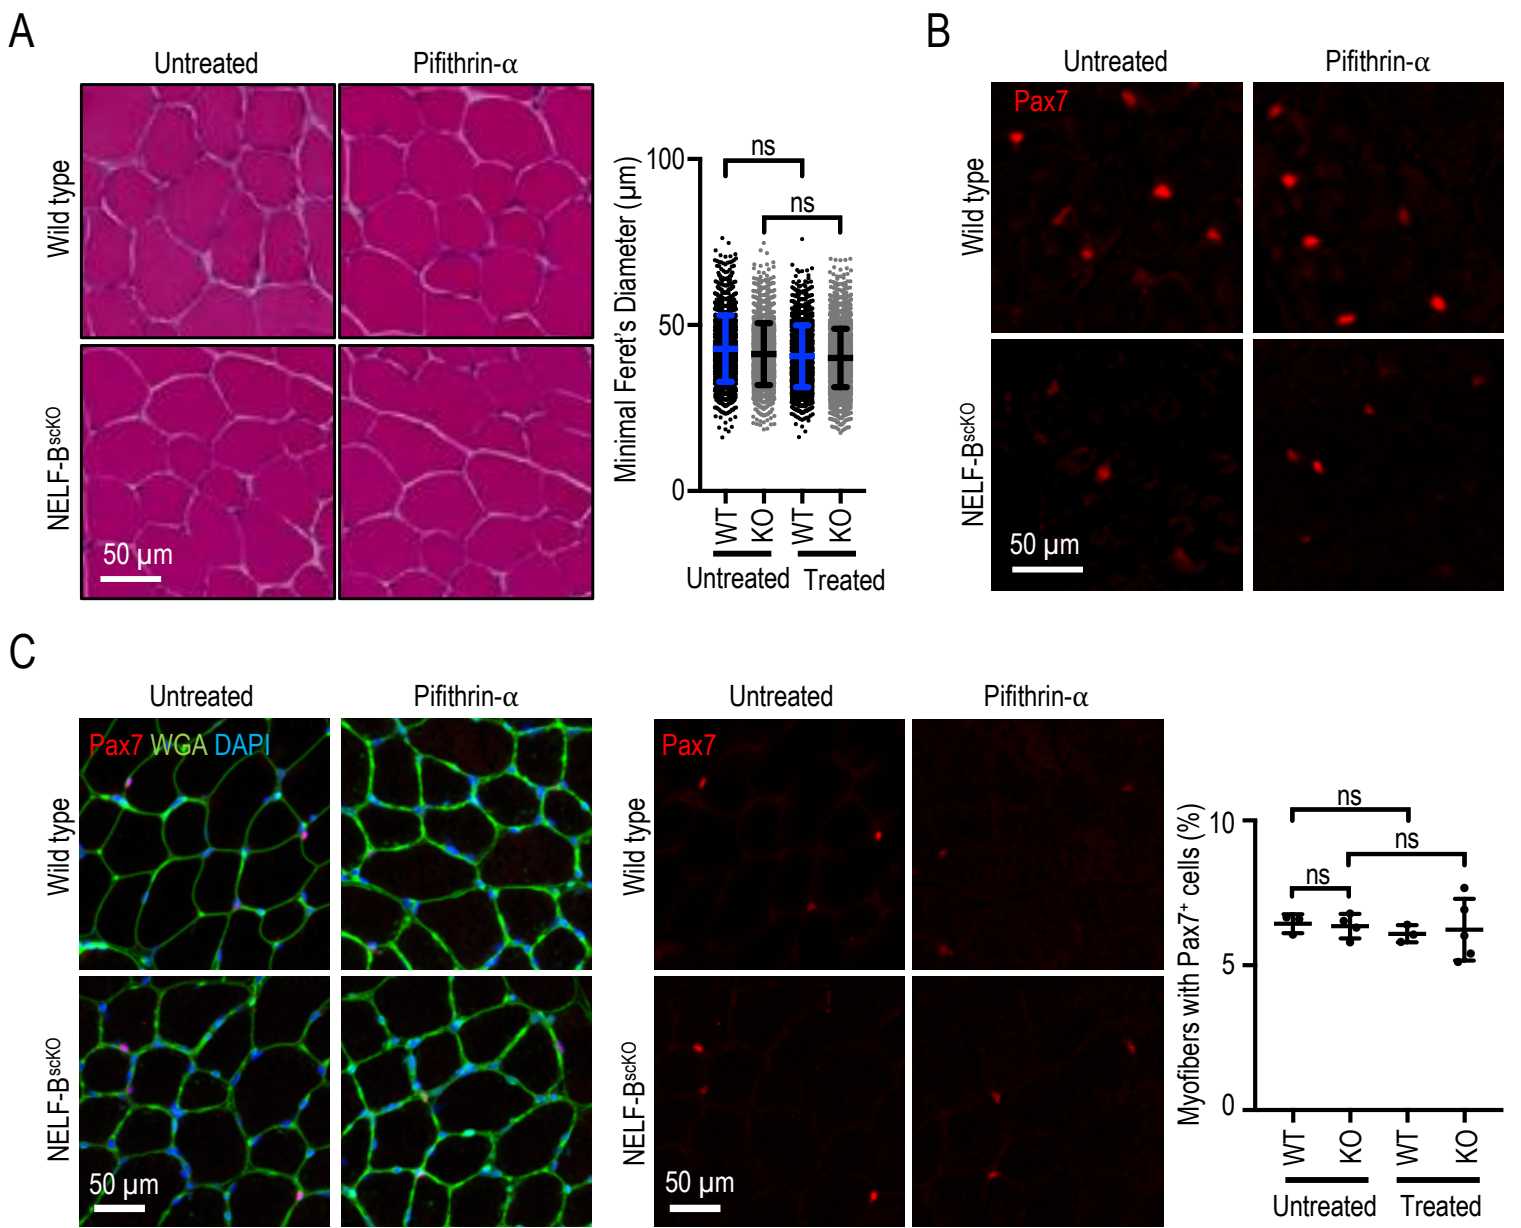 A
Untreated
Pifithrin-α
Wild type
NELF-BscKO
50 µm
Minimal Feret's Diameter (µm)
100
50
0
ns
ns
WT
KO
WT
KO
Untreated
Treated
B
Untreated
Pifithrin-α
Pax7
Wild type
NELF-BscKO
50 µm
C
Untreated
Pifithrin-α
Pax7 WGA DAPI
Wild type
NELF-BscKO
50 µm
Untreated
Pifithrin-α
Pax7
Wild type
NELF-BscKO
50 µm
Myofibers with Pax7+ cells (%)
10
5
0
ns
ns
ns
WT
KO
WT
KO
Untreated
Treated